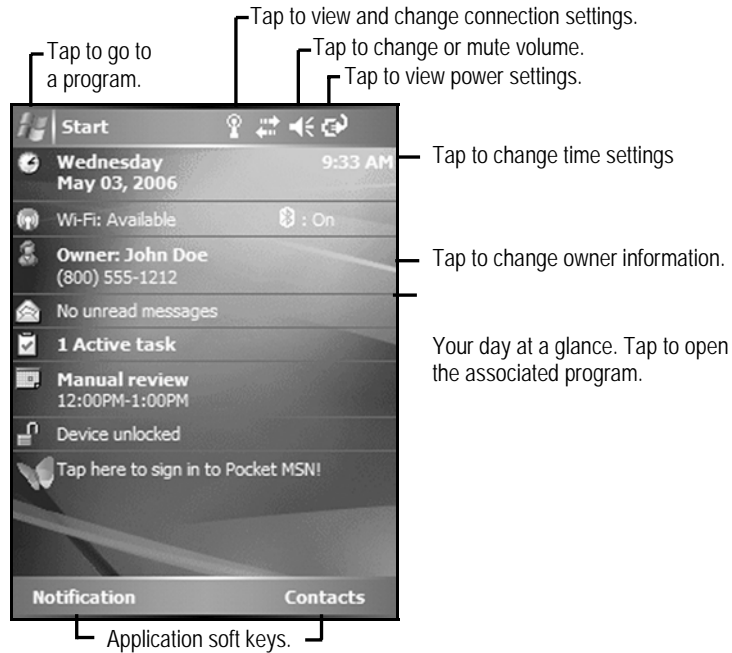 Tap to view and change connection settings.
Tap to go to
a program.
Tap to change or mute volume.
Tap to view power settings.
Start
Wednesday
May 03, 2006
9:33 AM
Tap to change time settings
Wi-Fi: Available
: On
Owner: John Doe
(800) 555-1212
Tap to change owner information.
No unread messages
1 Active task
Your day at a glance. Tap to open
the associated program.
Manual review
12:00PM-1:00PM
Device unlocked
Tap here to sign in to Pocket MSN!
Notification
Contacts
Application soft keys.